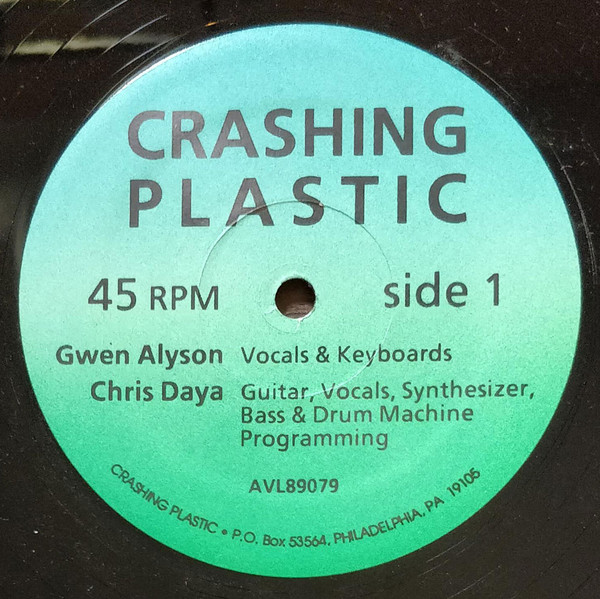 CRASHING
PLASTIC
45 RPM side 1
Gwen Alyson Vocals & Keyboards
Chris Daya Guitar, Vocals, Synthesizer,
Bass & Drum Machine
Programming
AVL89079
CRASHING PLASTIC • P.O. Box 53564, PHILADELPHIA, PA 19105